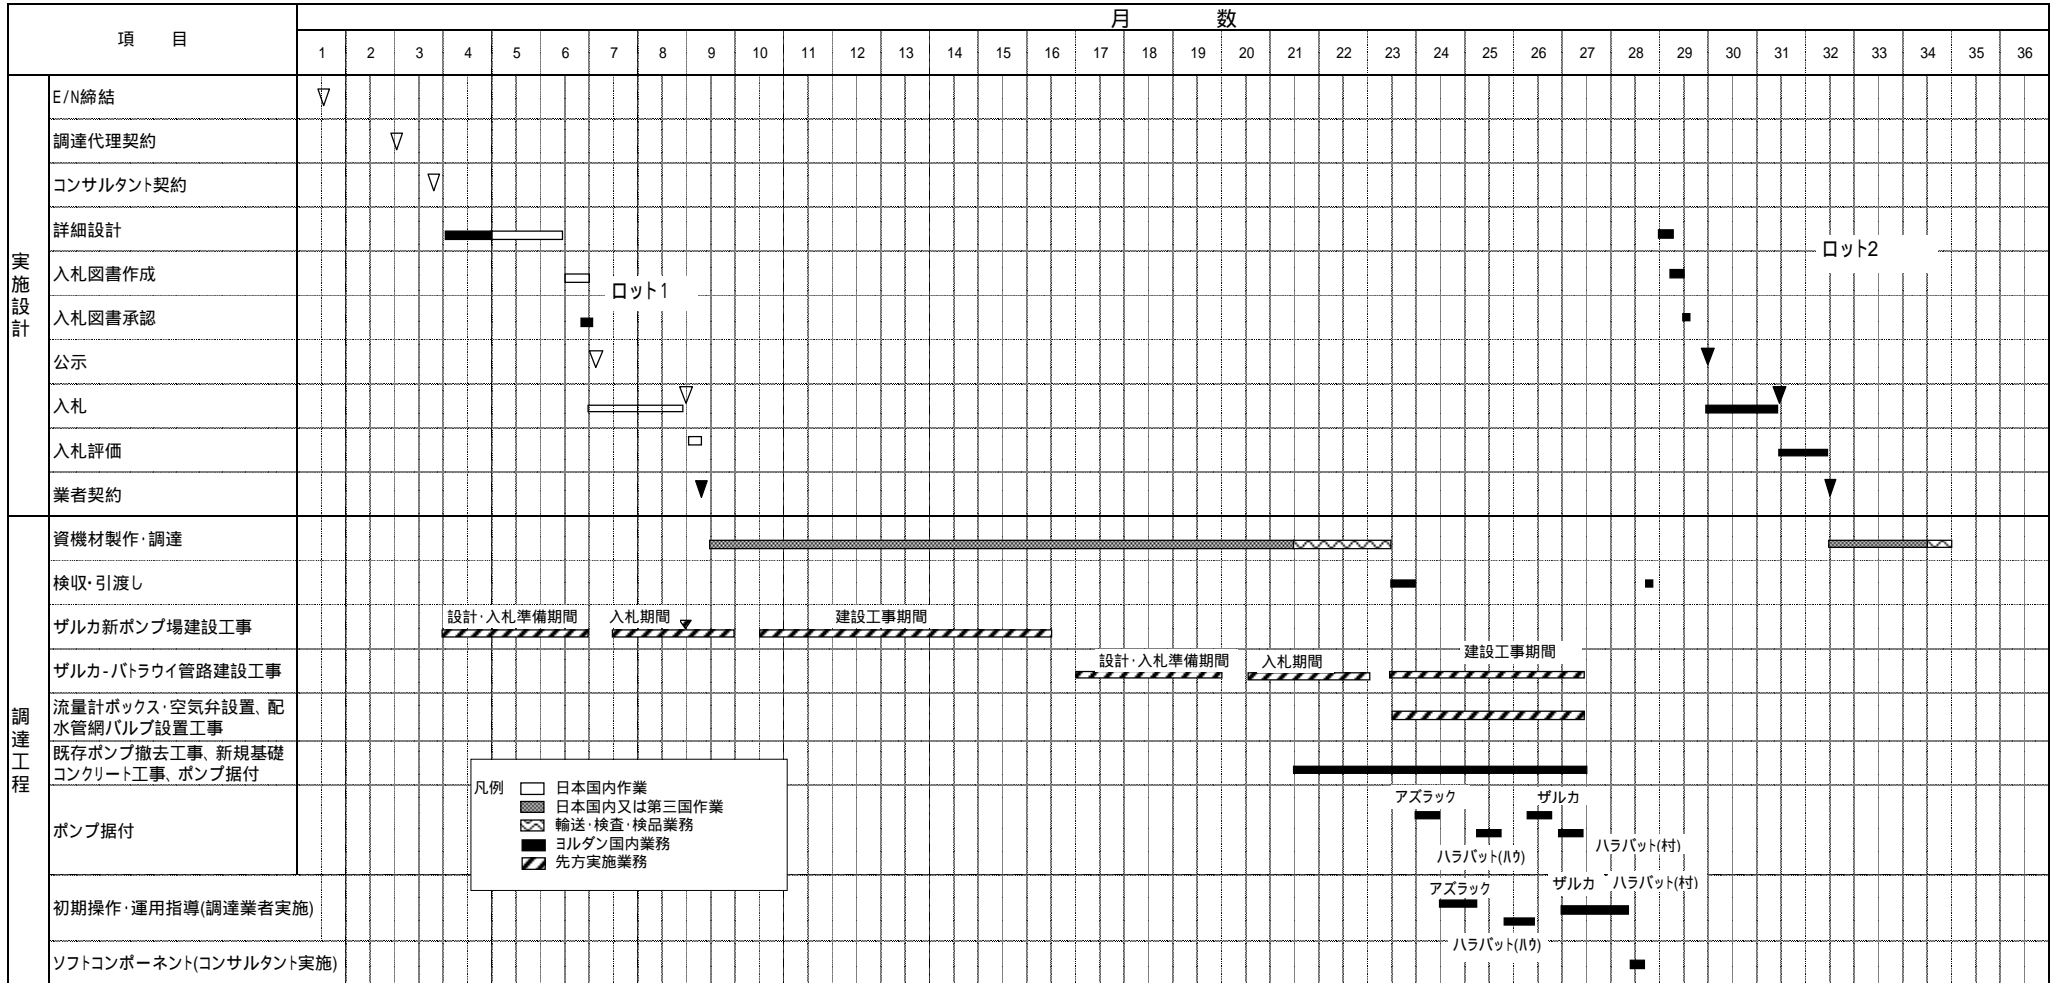 項 目
月 数
1 2 3 4 5 6 7 8 9 10 11 12 13 14 15 16 17 18 19 20 21 22 23 24 25 26 27 28 29 30 31 32 33 34 35 36
実施設計
E/N締結
調達代理契約
コンサルタント契約
詳細設計
ロット2
入札図書作成
ロット1
入札図書承認
公示
入札
入札評価
業者契約
調達工程
資機材製作・調達
検収・引渡し
ザルカ新ポンプ場建設工事
設計・入札準備期間 入札期間 建設工事期間
ザルカ-バトラウイ管路建設工事
設計・入札準備期間 入札期間 建設工事期間
流量計ボックス・空気弁設置、配
水管網バルブ設置工事
既存ポンプ撤去工事、新規基礎
コンクリート工事、ポンプ据付
凡例
日本国内作業
日本国内又は第三国作業
輸送・検査・検品業務
ヨルダン国内業務
先方実施業務
ポンプ据付
アズラック ザルカ
ハラバット(ハウ) ハラバット(村)
初期操作・運用指導(調達業者実施)
アズラック ザルカ ハラバット(村)
ハラバット(ハウ)
ソフトコンポーネント(コンサルタント実施)